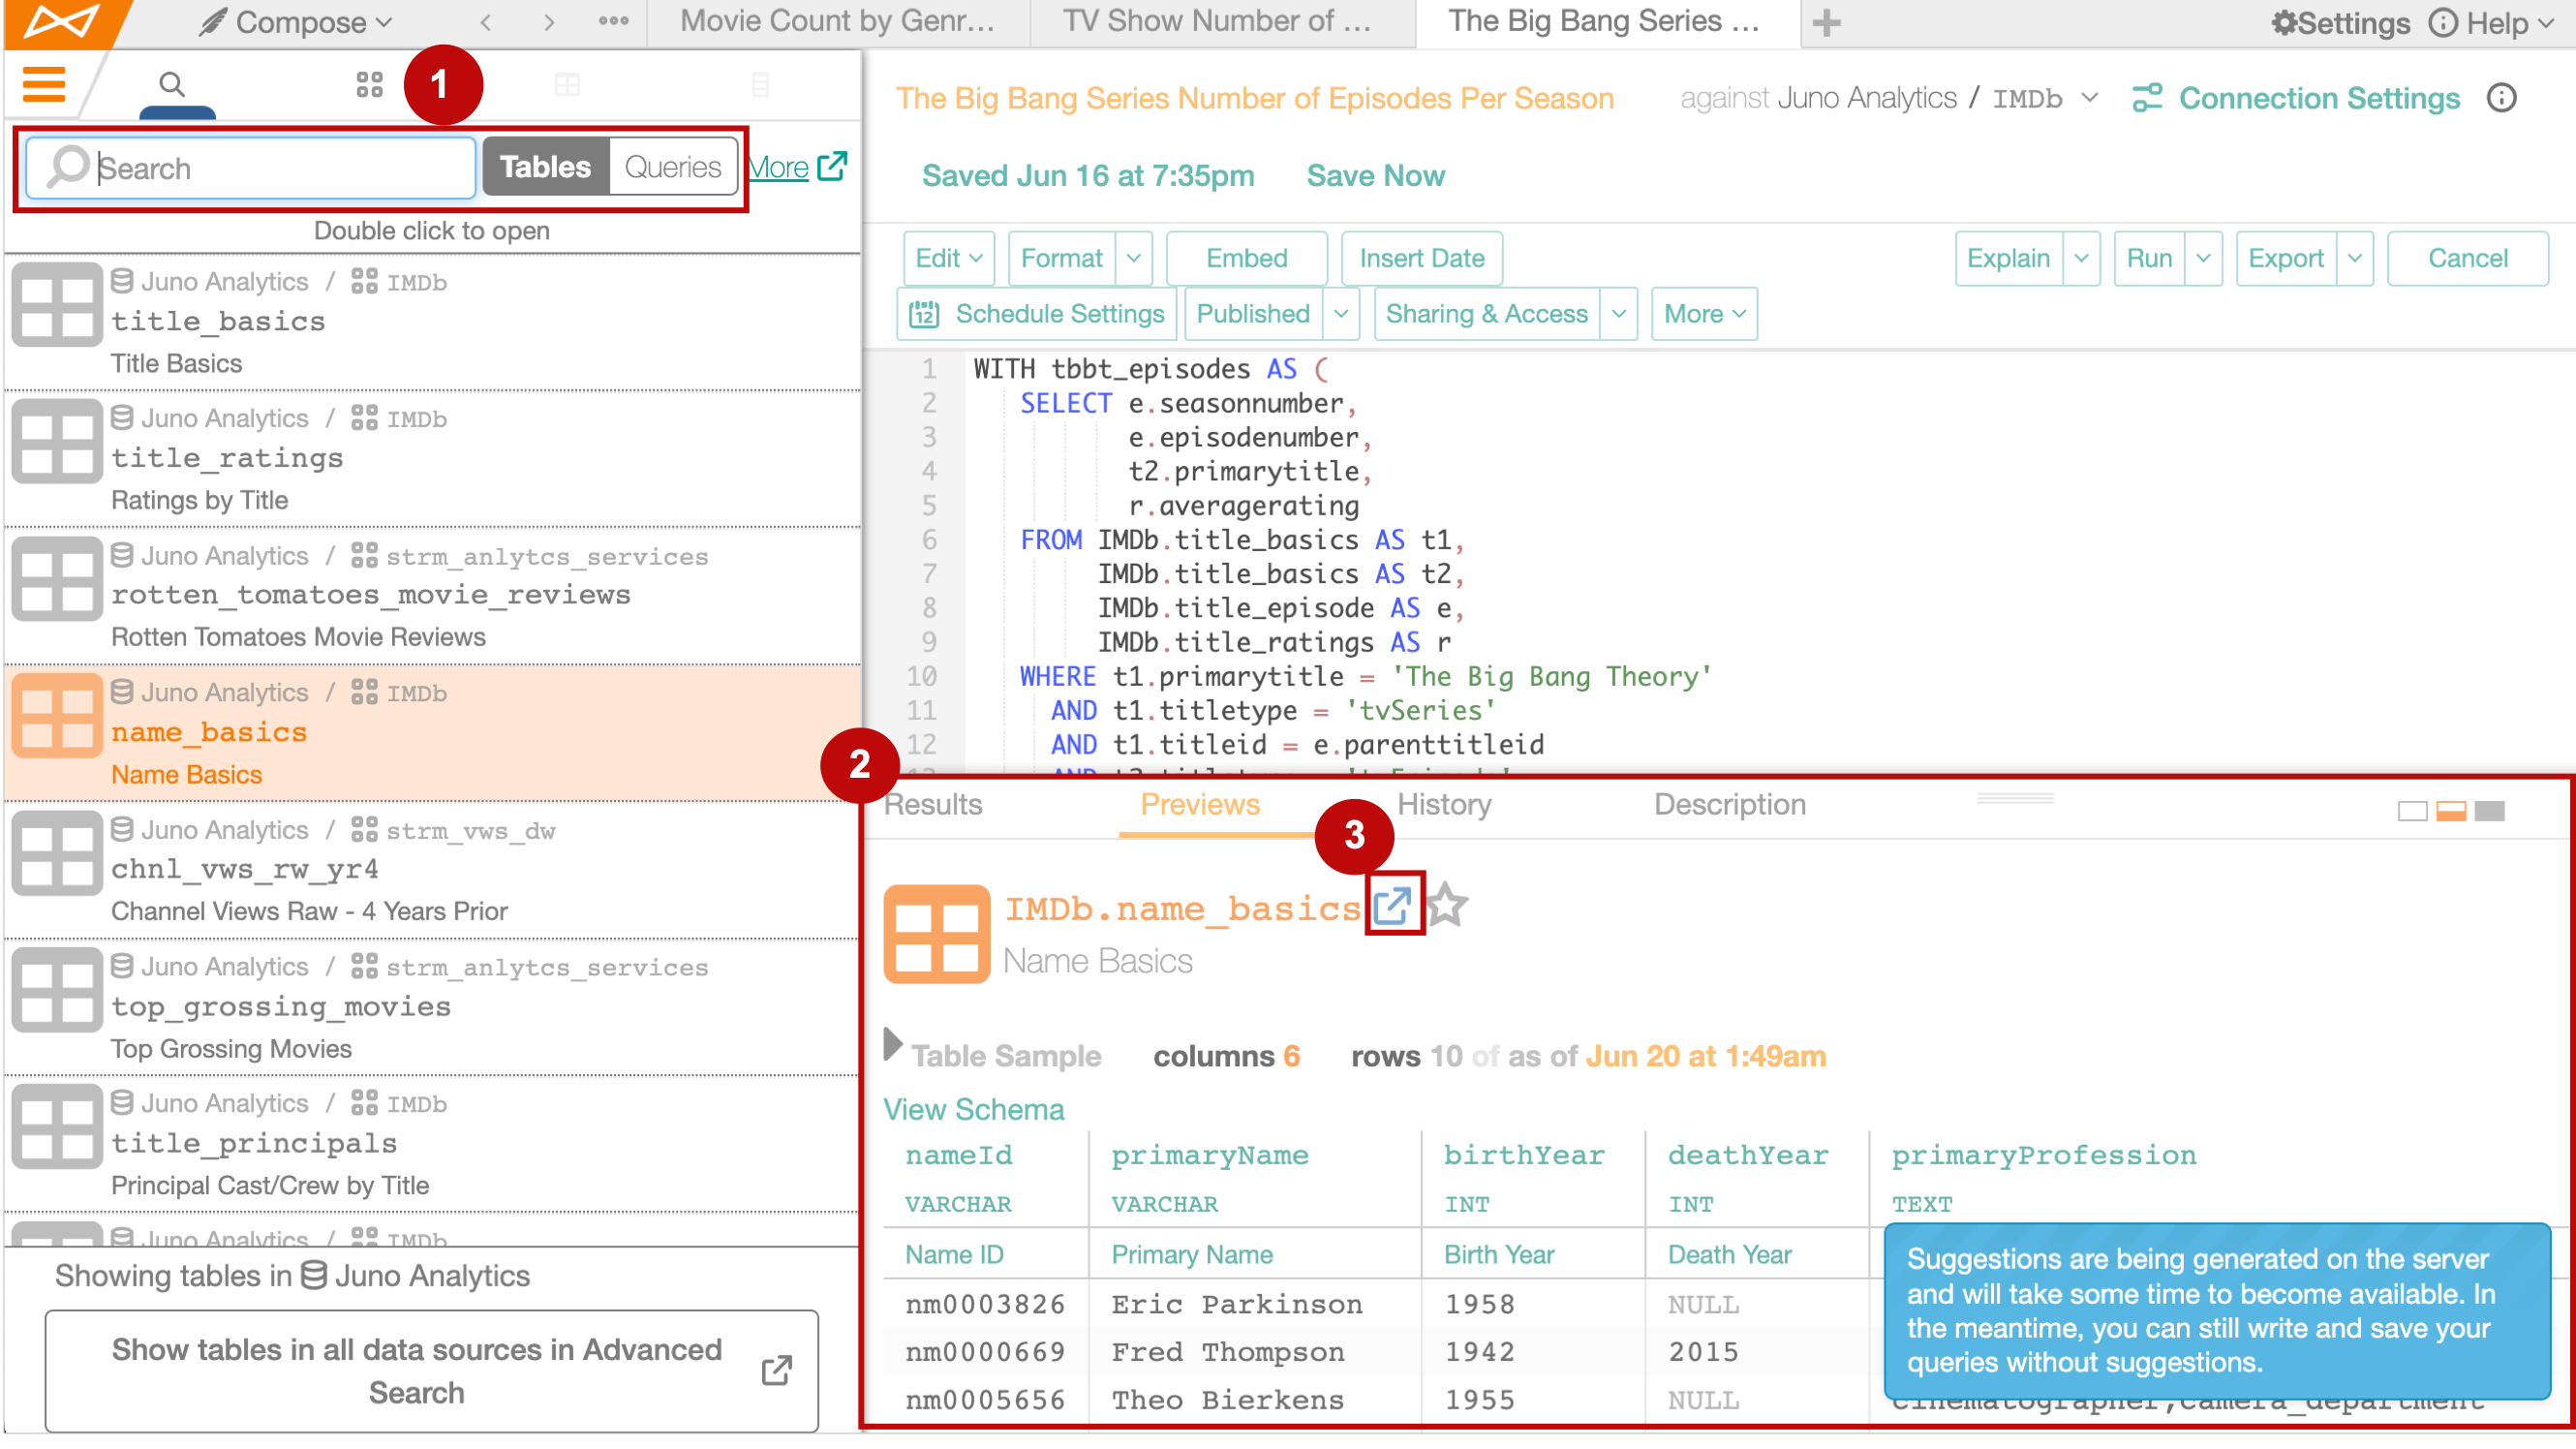 Compose
Movie Count by Genr...
TV Show Number of ...
The Big Bang Series ...
Settings
Help
1
Search
Tables
Queries
More
Double click to open
Juno Analytics / IMDb
title_basics
Title Basics
Juno Analytics / IMDb
title_ratings
Ratings by Title
Juno Analytics / strm_anlytcs_services
rotten_tomatoes_movie_reviews
Rotten Tomatoes Movie Reviews
Juno Analytics / IMDb
name_basics
Name Basics
Juno Analytics / strm_vws_dw
chnl_vws_rw_yr4
Channel Views Raw - 4 Years Prior
Juno Analytics / strm_anlytcs_services
top_grossing_movies
Top Grossing Movies
Juno Analytics / IMDb
title_principals
Principal Cast/Crew by Title
Juno Analytics / IMDb
Showing tables in Juno Analytics
Show tables in all data sources in Advanced
Search
The Big Bang Series Number of Episodes Per Season
against Juno Analytics / IMDb
Connection Settings
Saved Jun 16 at 7:35pm
Save Now
Edit
Format
Embed
Insert Date
Explain
Run
Export
Cancel
12 Schedule Settings
Published
Sharing & Access
More
1 WITH tbbt_episodes AS (
2 SELECT e.seasonnumber,
3 e.episodenumber,
4 t2.primarytitle,
5 r.averagerating
6 FROM IMDb.title_basics AS t1,
7 IMDb.title_basics AS t2,
8 IMDb.title_episode AS e,
9 IMDb.title_ratings AS r
10 WHERE t1.primarytitle = 'The Big Bang Theory'
11 AND t1.titletype = 'tvSeries'
12 AND t1.titleid = e.parenttitleid
2
Results
Previews
History
Description
3
IMDb.name_basics
Name Basics
Table Sample columns 6 rows 10 of as of Jun 20 at 1:49am
View Schema
nameId primaryName birthYear deathYear primaryProfession
VARCHAR VARCHAR INT INT TEXT
Name ID Primary Name Birth Year Death Year
nm0003826 Eric Parkinson 1958 NULL
nm0000669 Fred Thompson 1942 2015
nm0005656 Theo Bierkens 1955 NULL cinematographer,camera_department
Suggestions are being generated on the server
and will take some time to become available. In
the meantime, you can still write and save your
queries without suggestions.